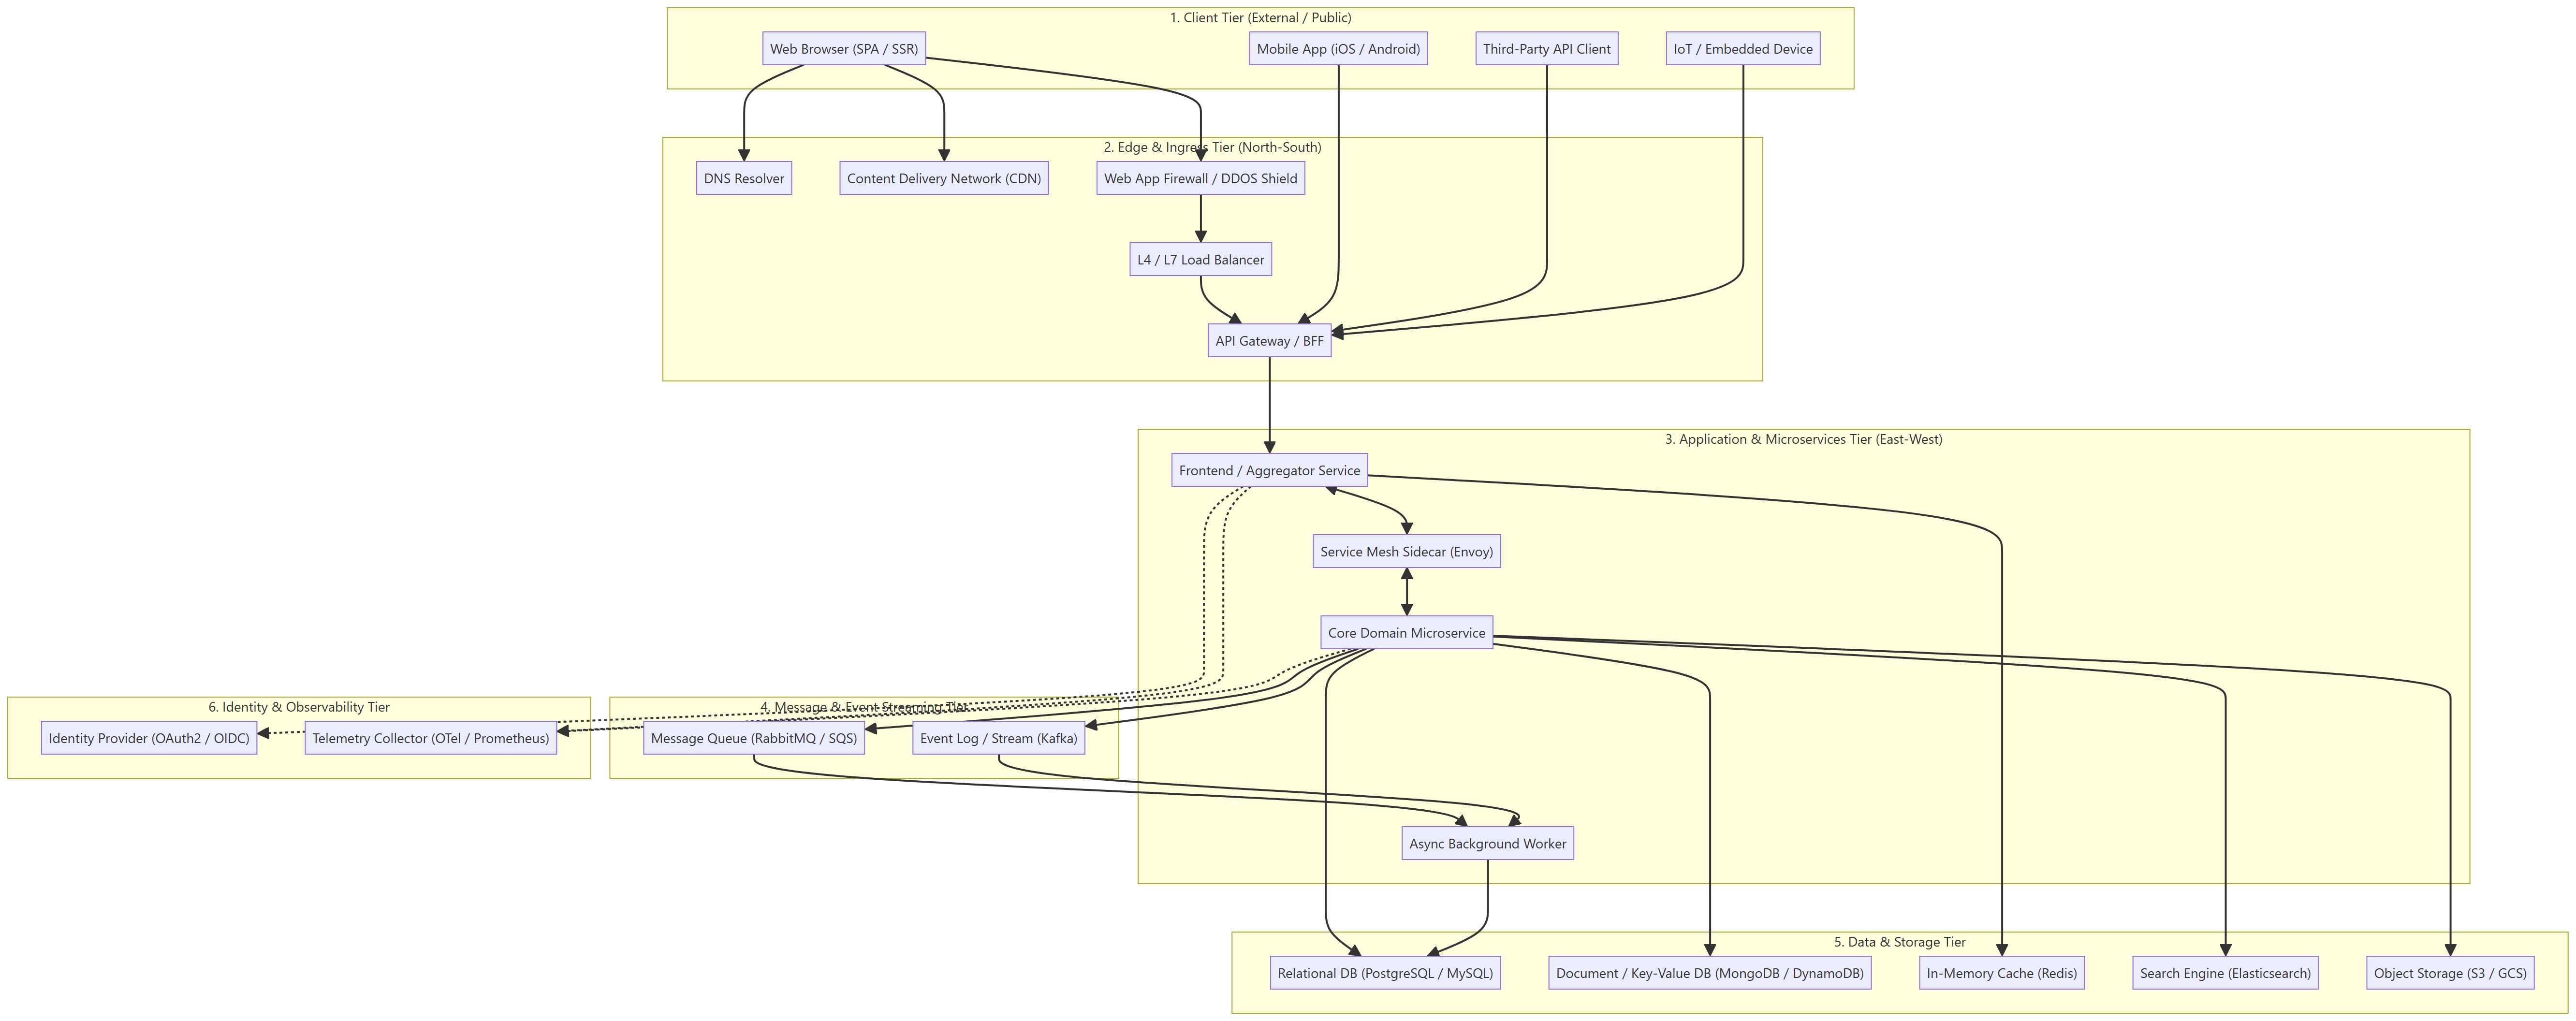 1. Client Tier (External / Public)
Web Browser (SPA / SSR)
Mobile App (iOS / Android)
Third-Party API Client
IoT / Embedded Device
2. Edge & Ingress Tier (North-South)
DNS Resolver
Content Delivery Network (CDN)
Web App Firewall / DDOS Shield
L4 / L7 Load Balancer
API Gateway / BFF
3. Application & Microservices Tier (East-West)
Frontend / Aggregator Service
Service Mesh Sidecar (Envoy)
Core Domain Microservice
6. Identity & Observability Tier
Identity Provider (OAuth2 / OIDC)
Telemetry Collector (OTel / Prometheus)
4. Message & Event Streaming Tier
Message Queue (RabbitMQ / SQS)
Event Log / Stream (Kafka)
Async Background Worker
5. Data & Storage Tier
Relational DB (PostgreSQL / MySQL)
Document / Key-Value DB (MongoDB / DynamoDB)
In-Memory Cache (Redis)
Search Engine (Elasticsearch)
Object Storage (S3 / GCS)